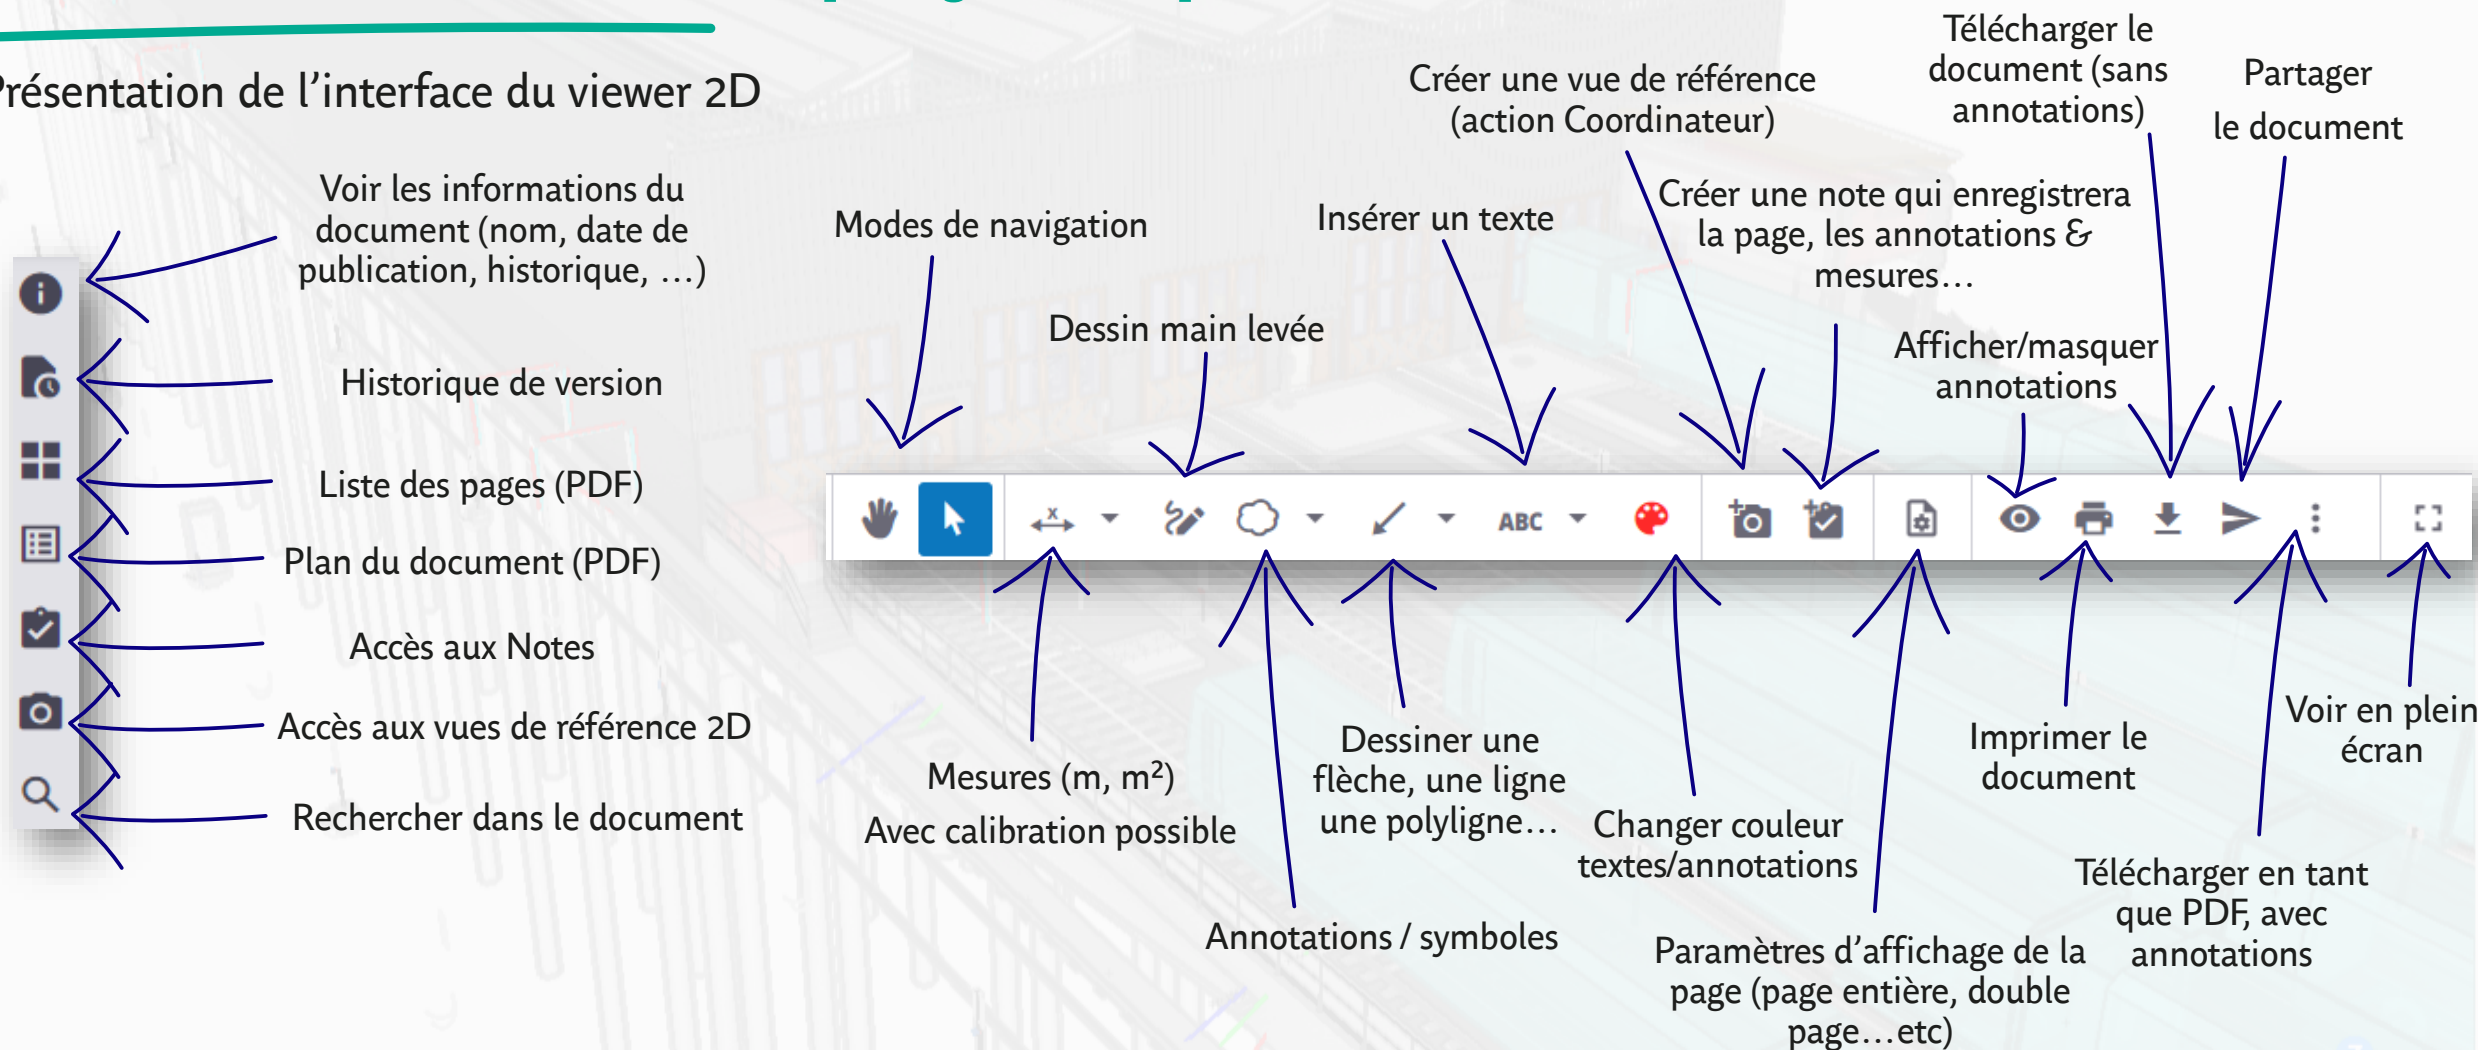 Présentation de l’interface du viewer 2D
Voir les informations du
document (nom, date de
publication, historique, …)
Historique de version
Liste des pages (PDF)
Plan du document (PDF)
Accès aux Notes
Accès aux vues de référence 2D
Rechercher dans le document
Modes de navigation
Dessin main levée
Insérer un texte
Créer une vue de référence
(action Coordinateur)
Créer une note qui enregistrera
la page, les annotations &
mesures…
Afficher/masquer
annotations
Télécharger le
document (sans
annotations)
Partager
le document
ABC
Mesures (m, m²)
Avec calibration possible
Annotations / symboles
Dessiner une
flèche, une ligne
une polyligne…
Changer couleur
textes/annotations
Paramètres d’affichage de la
page (page entière, double
page…etc)
Imprimer le
document
Télécharger en tant
que PDF, avec
annotations
Voir en plein
écran